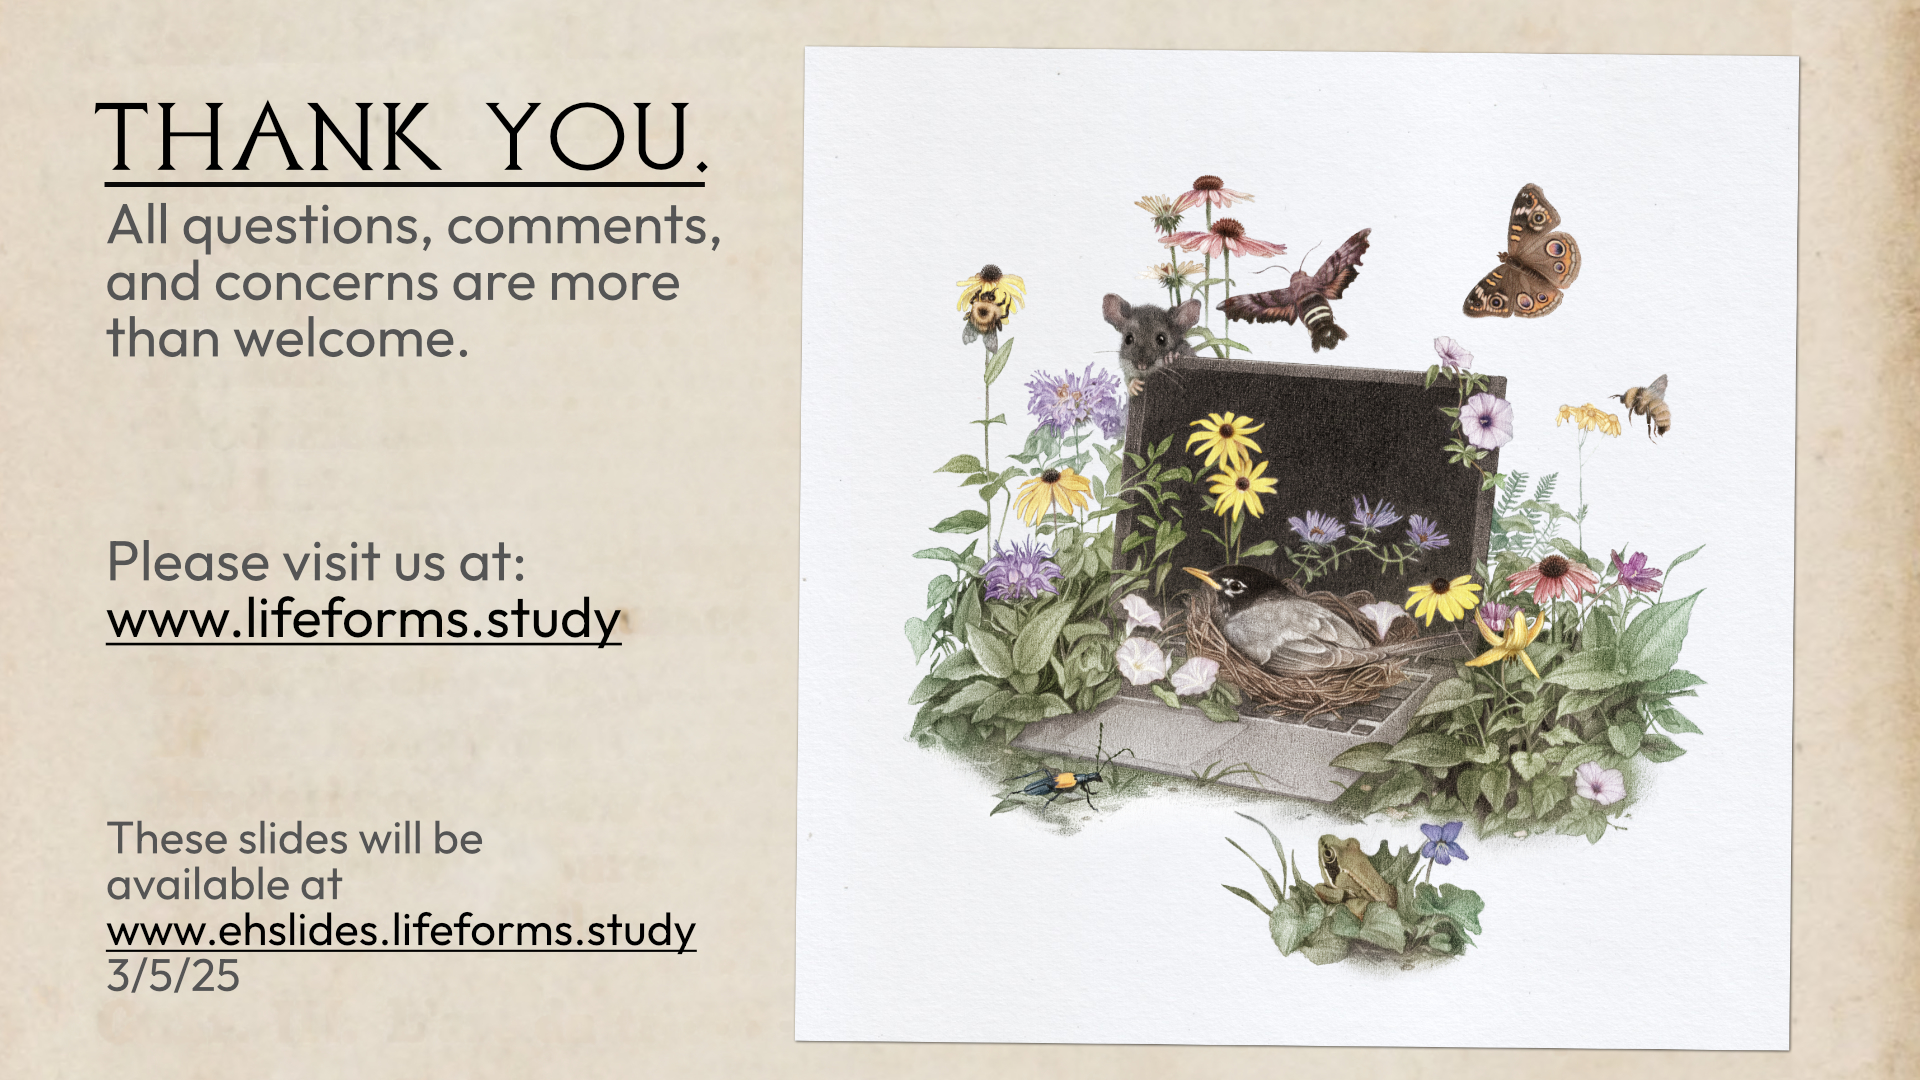 THANK YOU.
All questions, comments,
and concerns are more
than welcome.
Please visit us at:
www.lifeforms.study
These slides will be
available at
www.ehslides.lifeforms.study
3/5/25